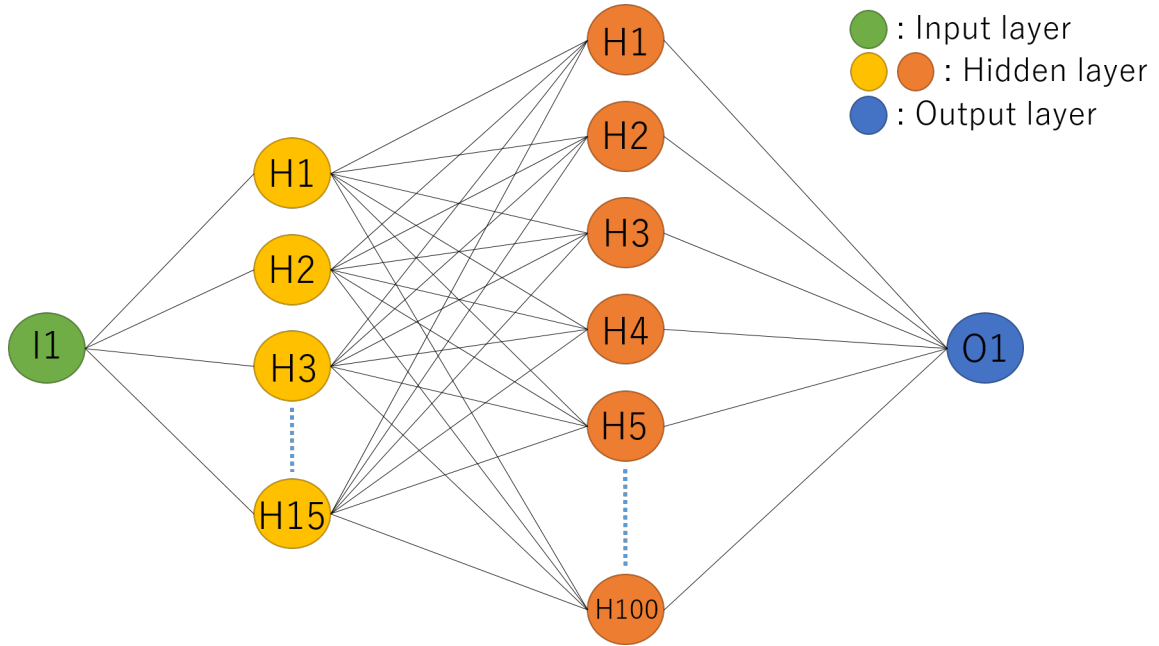 : Input layer
: Hidden layer
: Output layer
I1
H1
H2
H3
H15
H1
H2
H3
H4
H5
H100
O1